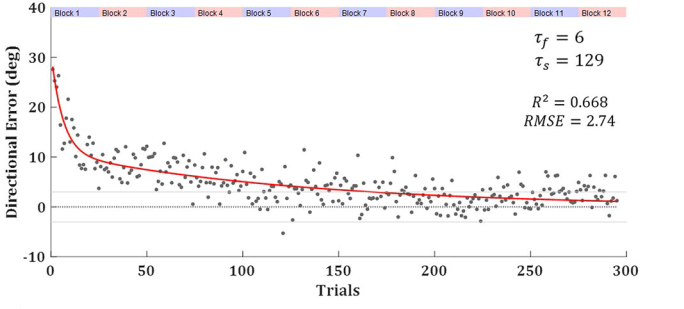 40
Block 1 Block 2 Block 3 Block 4 Block 5 Block 6 Block 7 Block 8 Block 9 Block 10 Block 11 Block 12
τf = 6
τs = 129
R² = 0.668
RMSE = 2.74
Directional Error (deg)
30
20
10
0
-10
0 50 100 150 200 250 300
Trials